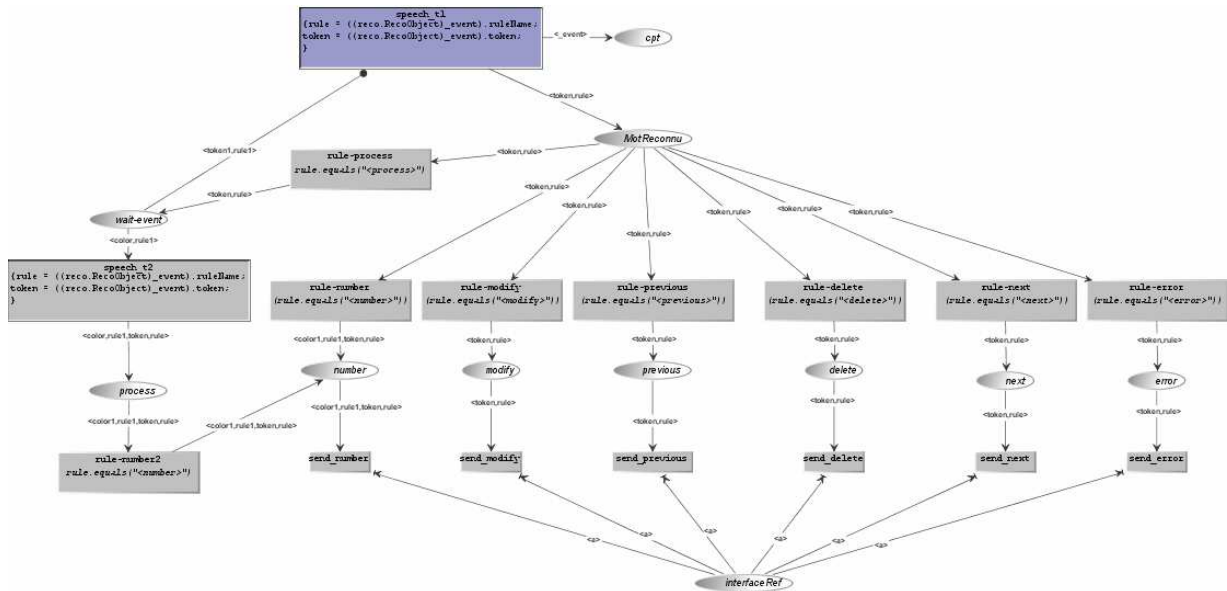 speech_t1
{rule = ((reco.RecoObject)_event).ruleName;
token = ((reco.RecoObject)_event).token;
}
<_event>
cpt
<token,rule>
MotReconnu
<token1,rule1>
<token,rule>
rule-process
rule.equals("<process>")
<token,rule>
wait-event
<color,rule1>
<token,rule>
<token,rule>
<token,rule>
<token,rule>
<token,rule>
<token,rule>
speech_t2
{rule = ((reco.RecoObject)_event).ruleName;
token = ((reco.RecoObject)_event).token;
}
rule-number
(rule.equals("<number>"))
rule-modify
(rule.equals("<modify>"))
rule-previous
(rule.equals("<previous>"))
rule-delete
(rule.equals("<delete>"))
rule-next
(rule.equals("<next>"))
rule-error
(rule.equals("<error>"))
<color,rule1,token,rule>
<color1,rule1,token,rule>
<token,rule>
<token,rule>
<token,rule>
<token,rule>
<token,rule>
process
number
modify
previous
delete
next
error
<color1,rule1,token,rule>
<color1,rule1,token,rule>
<color1,rule1,token,rule>
<token,rule>
<token,rule>
<token,rule>
<token,rule>
<token,rule>
rule-number2
rule.equals("<number>")
send_number
send_modify
send_previous
send_delete
send_next
send_error
<a>
<a>
<a>
<a>
<a>
<a>
interfaceRef